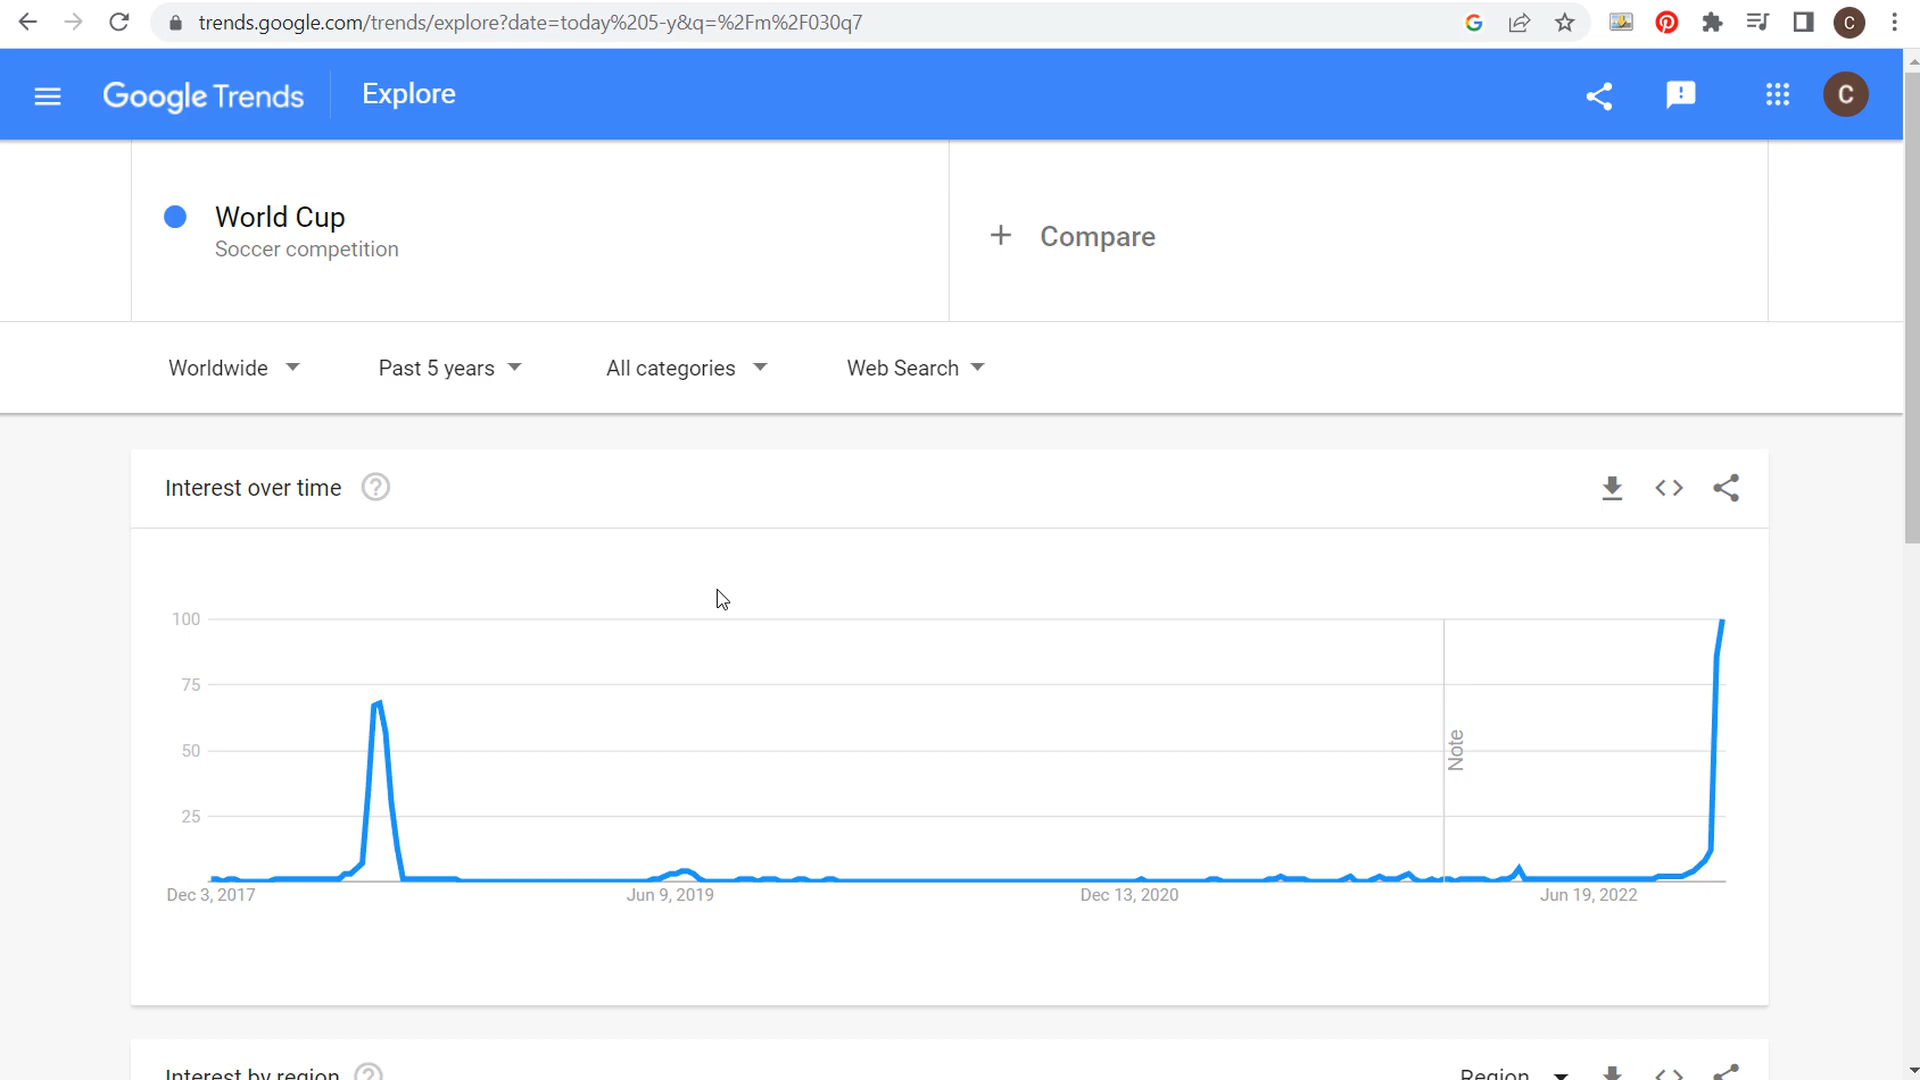 trends.google.com/trends/explore?date=today%205-y&q=%2Fm%2F030q7
C
Google Trends
Explore
C
World Cup
Soccer competition
+ Compare
Worldwide
Past 5 years
All categories
Web Search
Interest over time
?
100
75
50
25
Note
Dec 3, 2017
Jun 9, 2019
Dec 13, 2020
Jun 19, 2022
Interest by region
?
Region